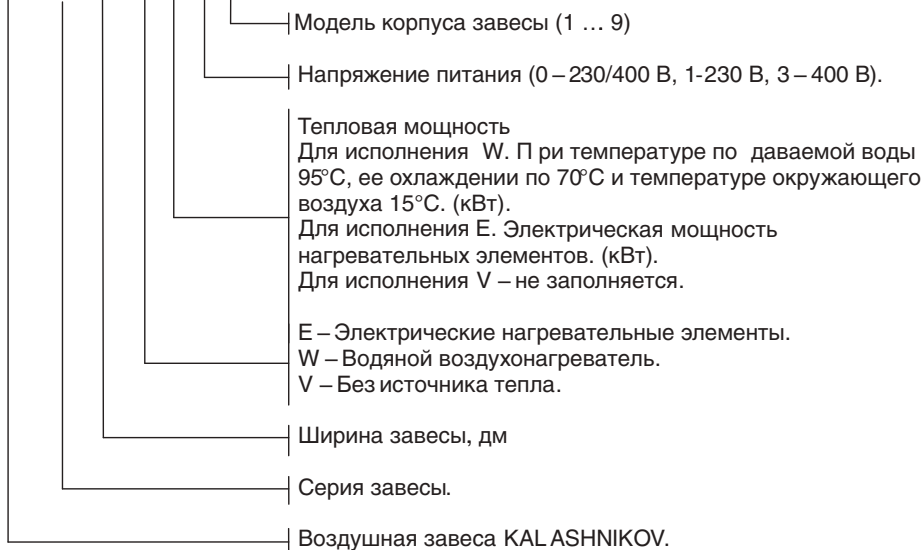 Модель корпуса завесы (1 … 9)
Напряжение питания (0 – 230/400 В, 1-230 В, 3 – 400 В).
Тепловая мощность
Для исполнения W. П ри температуре по даваемой воды
95°C, ее охлаждении по 70°C и температуре окружающего
воздуха 15°C. (кВт).
Для исполнения Е. Электрическая мощность
нагревательных элементов. (кВт).
Для исполнения V – не заполняется.
E – Электрические нагревательные элементы.
W – Водяной воздухонагреватель.
V – Без источника тепла.
Ширина завесы, дм
Серия завесы.
Воздушная завеса KAL ASHNIKOV.